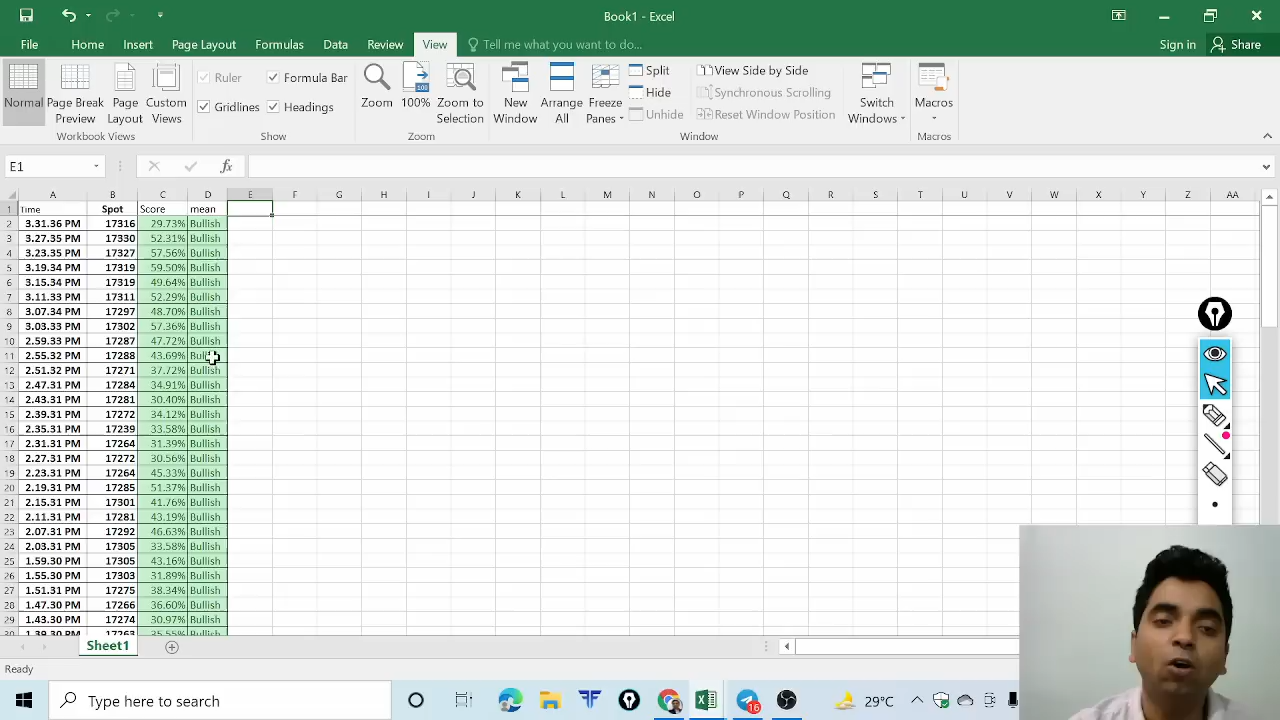 Book1 - Excel
File Home Insert Page Layout Formulas Data Review View Tell me what you want to do... Sign in Share
Normal Page Break Preview Page Layout Custom Views
Workbook Views
Ruler Formula Bar
Gridlines Headings
Show
Zoom 100% Zoom to Selection
Zoom
New Window Arrange All Freeze Panes
Split
Hide
Unhide
View Side by Side
Synchronous Scrolling
Reset Window Position
Switch Windows
Window
Macros
Macros
E1 fx
A B C D E F G H I J K L M N O P Q R S T U V W X Y Z AA
1 Time Spot Score mean
2 3.31.36 PM 17316 29.73% Bullish
3 3.27.35 PM 17330 52.31% Bullish
4 3.23.35 PM 17327 57.56% Bullish
5 3.19.34 PM 17319 59.50% Bullish
6 3.15.34 PM 17319 49.64% Bullish
7 3.11.33 PM 17311 52.29% Bullish
8 3.07.34 PM 17297 48.70% Bullish
9 3.03.33 PM 17302 57.36% Bullish
10 2.59.33 PM 17287 47.72% Bullish
11 2.55.32 PM 17288 43.69% Bullish
12 2.51.32 PM 17271 37.72% Bullish
13 2.47.31 PM 17284 34.91% Bullish
14 2.43.31 PM 17281 30.40% Bullish
15 2.39.31 PM 17272 34.12% Bullish
16 2.35.31 PM 17239 33.58% Bullish
17 2.31.31 PM 17264 31.39% Bullish
18 2.27.31 PM 17272 30.56% Bullish
19 2.23.31 PM 17264 45.33% Bullish
20 2.19.31 PM 17285 51.37% Bullish
21 2.15.31 PM 17301 41.76% Bullish
22 2.11.31 PM 17281 43.19% Bullish
23 2.07.31 PM 17292 46.63% Bullish
24 2.03.31 PM 17305 33.58% Bullish
25 1.59.30 PM 17305 43.16% Bullish
26 1.55.30 PM 17303 31.89% Bullish
27 1.51.31 PM 17275 38.34% Bullish
28 1.47.30 PM 17266 36.60% Bullish
29 1.43.30 PM 17274 30.97% Bullish
30 1.39.30 PM 17263 35.55% Bullish
Sheet1
Ready
Type here to search
16
29°C